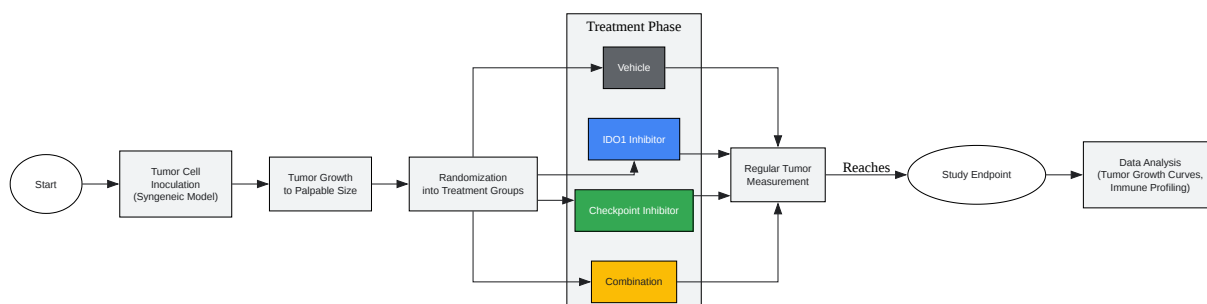 Treatment Phase
Vehicle
IDO1 Inhibitor
Checkpoint Inhibitor
Combination
Start
Tumor Cell
Inoculation
(Syngeneic Model)
Tumor Growth
to Palpable Size
Randomization
into Treatment Groups
Regular Tumor
Measurement
Reaches
Study Endpoint
Data Analysis
(Tumor Growth Curves,
Immune Profiling)